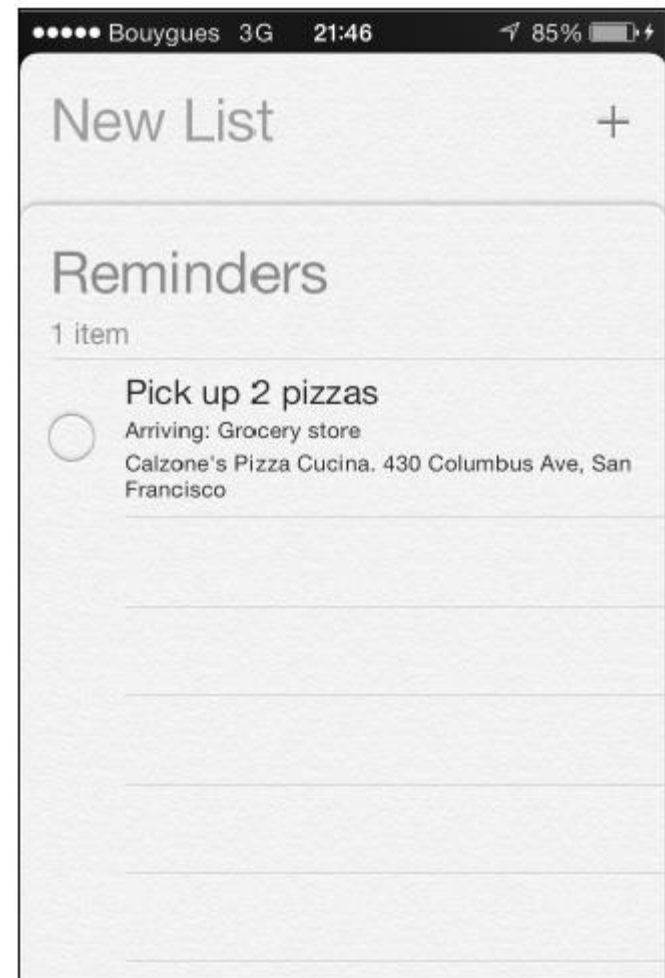 Bouygues 3G 21:46 85%
New List +
Reminders
1 item
Pick up 2 pizzas
Arriving: Grocery store
Calzone's Pizza Cucina. 430 Columbus Ave, San
Francisco